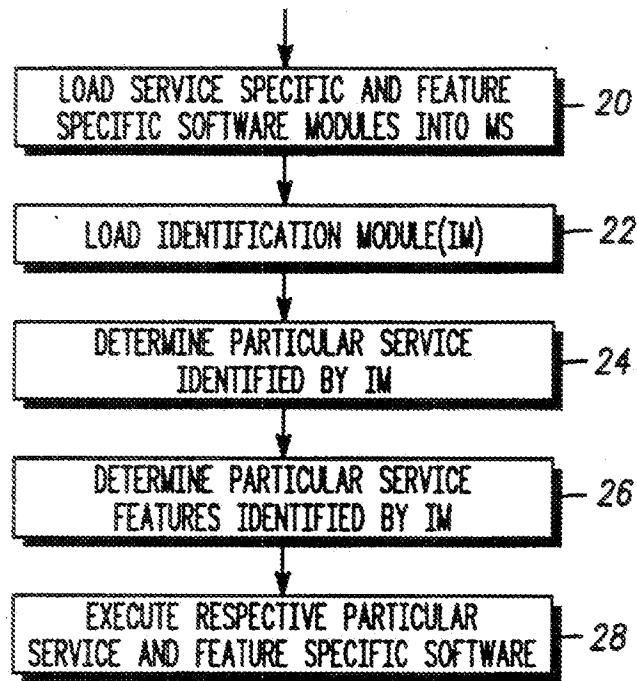 LOAD SERVICE SPECIFIC AND FEATURE
SPECIFIC SOFTWARE MODULES INTO MS
20
LOAD IDENTIFICATION MODULE(IM)
22
DETERMINE PARTICULAR SERVICE
IDENTIFIED BY IM
24
DETERMINE PARTICULAR SERVICE
FEATURES IDENTIFIED BY IM
26
EXECUTE RESPECTIVE PARTICULAR
SERVICE AND FEATURE SPECIFIC SOFTWARE
28